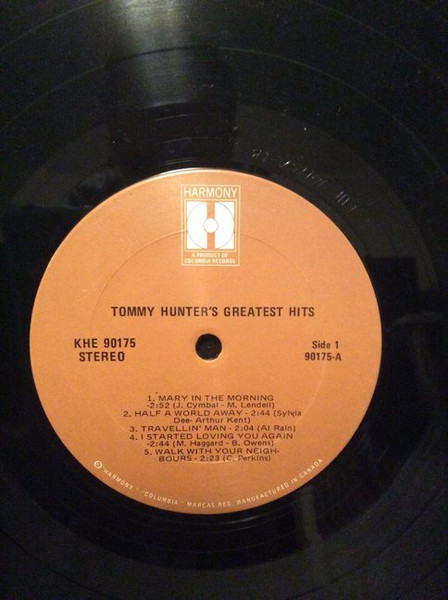 HARMONY
H
A PRODUCT OF
COLUMBIA RECORDS
TOMMY HUNTER'S GREATEST HITS
KHE 90175
STEREO
Side 1
90175-A
1. MARY IN THE MORNING
-2:52 (J. Cymbal - M. Lendell)
2. HALF A WORLD AWAY - 2:44 (Sylvia
Dee- Arthur Kent)
3. TRAVELLIN' MAN - 2:04 (Al Rain)
4. I STARTED LOVING YOU AGAIN
-2:44 (M. Haggard - B. Owens)
5. WALK WITH YOUR NEIGH-
BOURS - 2:23 (C. Perkins)
"HARMONY", "COLUMBIA" MARCAS REG. MANUFACTURED IN CANADA